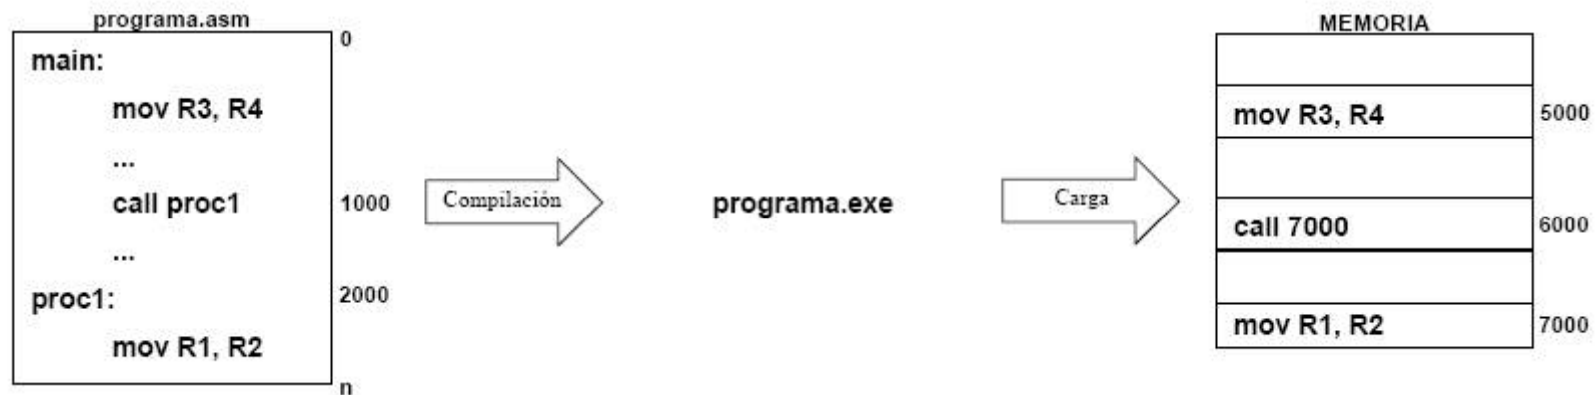 programa.asm
0
main:
mov R3, R4
...
call proc1
1000
...
proc1:
2000
mov R1, R2
n
Compilación
programa.exe
Carga
MEMORIA
mov R3, R4
5000
call 7000
6000
mov R1, R2
7000